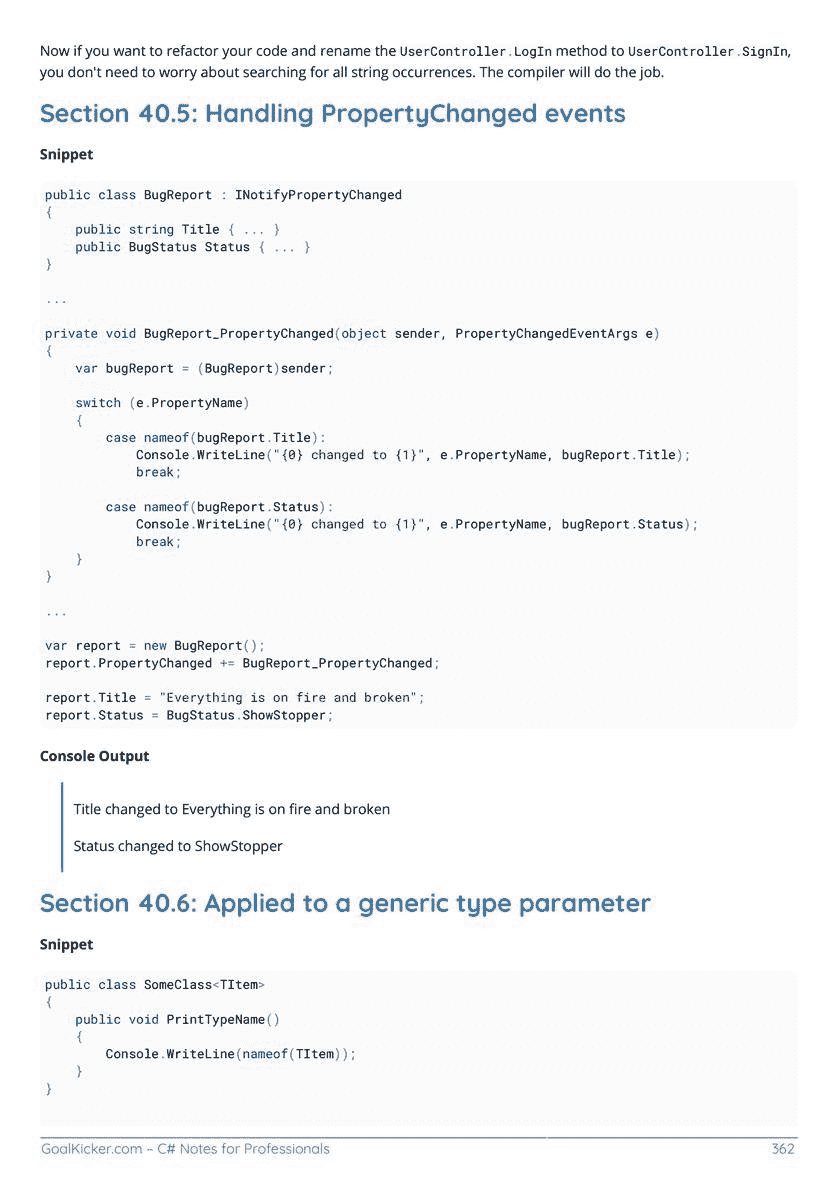 Now if you want to refactor your code and rename the UserController.LogIn method to UserController.SignIn,
you don't need to worry about searching for all string occurrences. The compiler will do the job.
Section 40.5: Handling PropertyChanged events
Snippet
public class BugReport : INotifyPropertyChanged
{
    public string Title { ... }
    public BugStatus Status { ... }
}
...
private void BugReport_PropertyChanged(object sender, PropertyChangedEventArgs e)
{
    var bugReport = (BugReport)sender;
    switch (e.PropertyName)
    {
        case nameof(bugReport.Title):
            Console.WriteLine("{0} changed to {1}", e.PropertyName, bugReport.Title);
            break;
        case nameof(bugReport.Status):
            Console.WriteLine("{0} changed to {1}", e.PropertyName, bugReport.Status);
            break;
    }
}
...
var report = new BugReport();
report.PropertyChanged += BugReport_PropertyChanged;
report.Title = "Everything is on fire and broken";
report.Status = BugStatus.ShowStopper;
Console Output
Title changed to Everything is on fire and broken
Status changed to ShowStopper
Section 40.6: Applied to a generic type parameter
Snippet
public class SomeClass<TItem>
{
    public void PrintTypeName()
    {
        Console.WriteLine(nameof(TItem));
    }
}
GoalKicker.com – C# Notes for Professionals 362